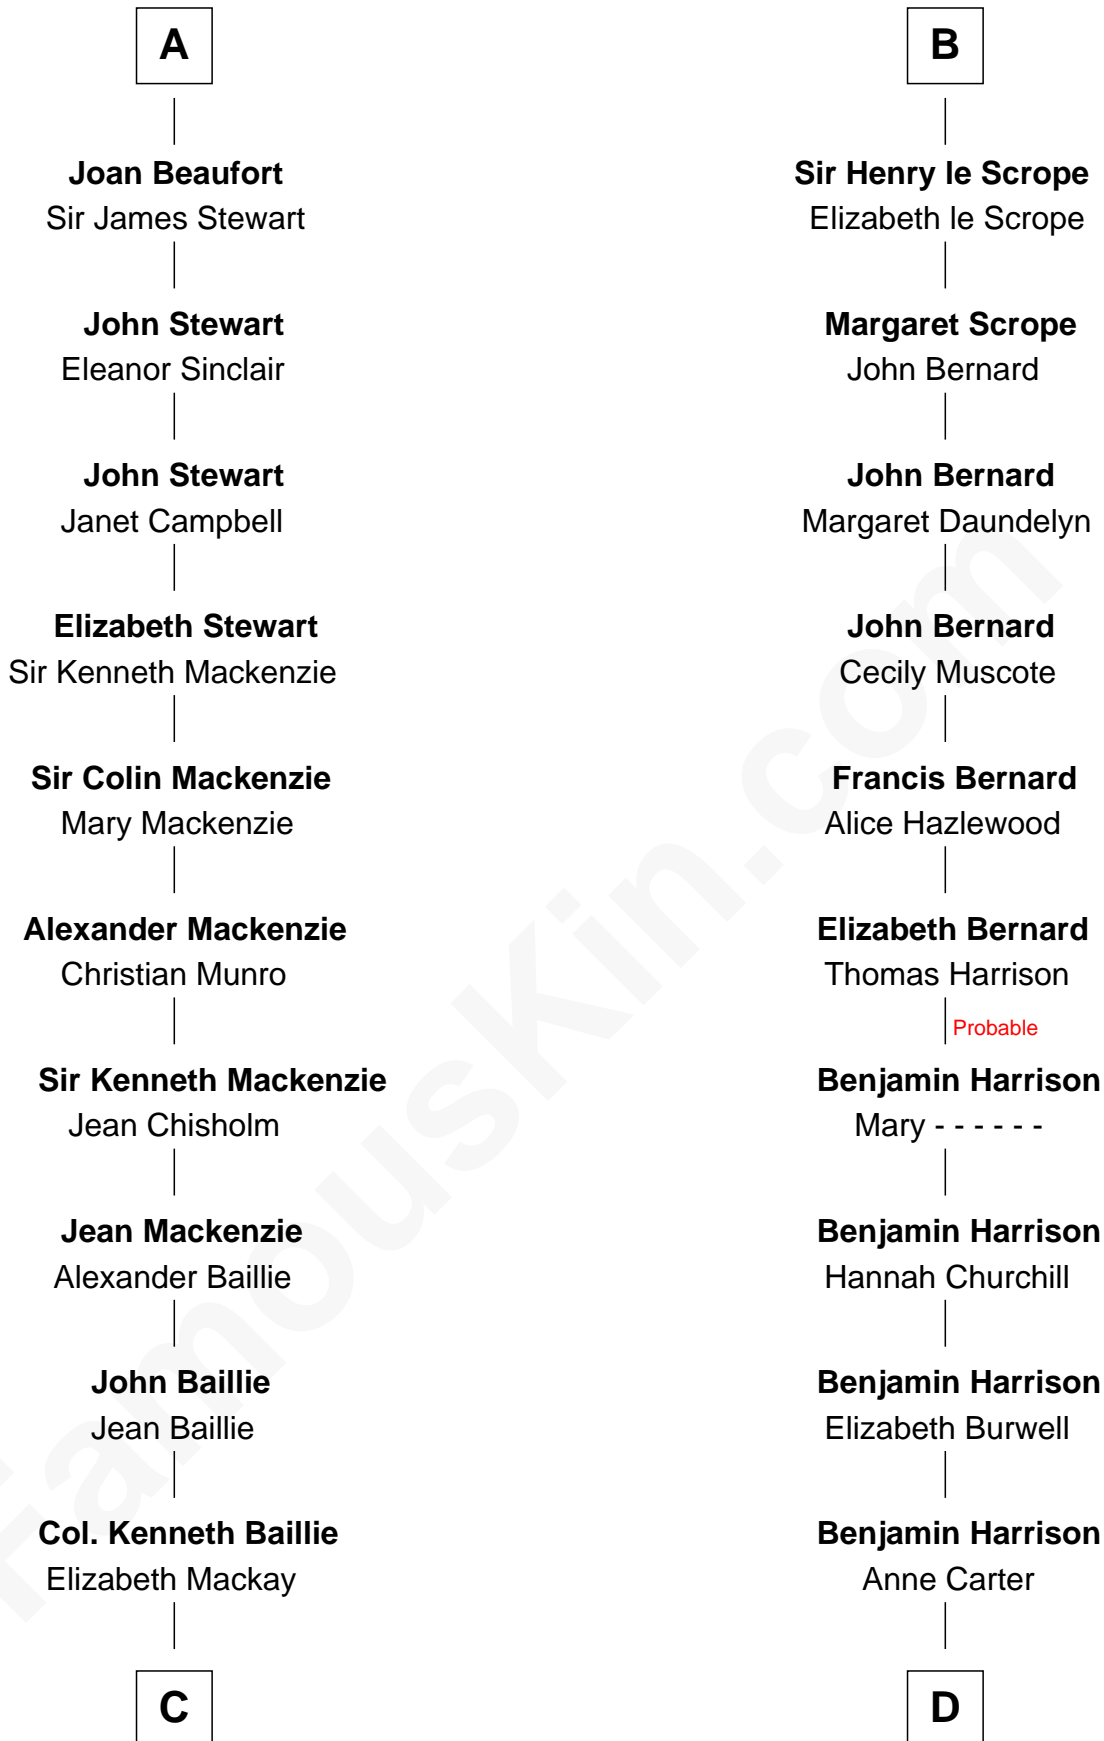 A
Joan Beaufort
Sir James Stewart
John Stewart
Eleanor Sinclair
John Stewart
Janet Campbell
Elizabeth Stewart
Sir Kenneth Mackenzie
Sir Colin Mackenzie
Mary Mackenzie
Alexander Mackenzie
Christian Munro
Sir Kenneth Mackenzie
Jean Chisholm
Jean Mackenzie
Alexander Baillie
John Baillie
Jean Baillie
Col. Kenneth Baillie
Elizabeth Mackay
C
B
Sir Henry le Scrope
Elizabeth le Scrope
Margaret Scrope
John Bernard
John Bernard
Margaret Daundelyn
John Bernard
Cecily Muscote
Francis Bernard
Alice Hazlewood
Elizabeth Bernard
Thomas Harrison
Probable
Benjamin Harrison
Mary - - - - - -
Benjamin Harrison
Hannah Churchill
Benjamin Harrison
Elizabeth Burwell
Benjamin Harrison
Anne Carter
D
FamousKin.com